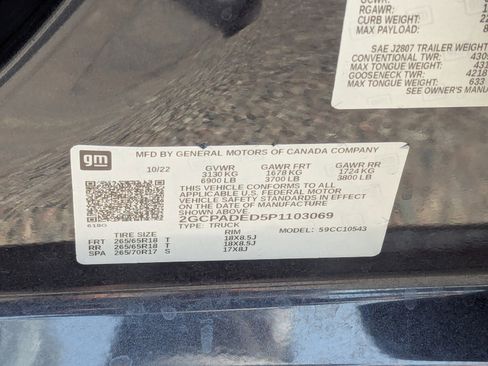 GCWR:
RGAWR:
CURB WEIGHT:
MAX PAYLOAD:
SAE J2807 TRAILER WEIGHT
CONVENTIONAL TWR:
MAX TONGUE WEIGHT:
GOOSENECK TWR:
MAX TONGUE WEIGHT: 633
SEE OWNER'S
gm
MFD BY GENERAL MOTORS OF CANADA COMPANY
10/22 GVWR GAWR FRT GAWR RR
3130 KG 1678 KG 1724 KG
6900 LB 3700 LB 3800 LB
THIS VEHICLE CONFORMS TO ALL APPLICABLE
U.S. FEDERAL MOTOR
VEHICLE SAFETY STANDARDS IN EFFECT
ON THE DATE OF MANUFACTURE
SHOWN ABOVE.
2GCPADED5P1103069
TYPE: TRUCK
MODEL: 59CC10543
618G
TIRE SIZE RIM
FRT 265/65R18 T 18X8.5J
RR 265/65R18 T 18X8.5J
SPA 265/70R17 S 17X8J